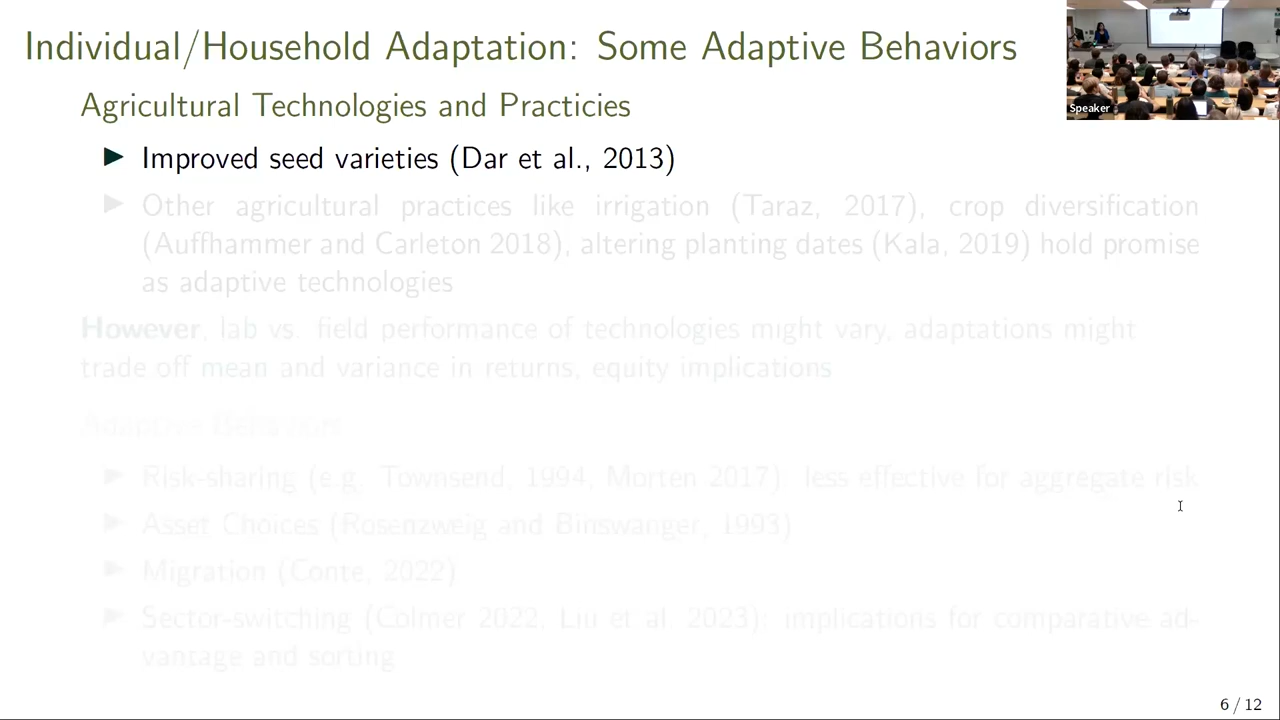 Individual/Household Adaptation: Some Adaptive Behaviors
Speaker
Agricultural Technologies and Practicies
▶ Improved seed varieties (Dar et al., 2013)
▶ Other agricultural practices like irrigation (Taraz, 2017), crop diversification
(Auffhammer and Carleton 2018), altering planting dates (Kala, 2019) hold promise
as adaptive technologies
However, lab vs. field performance of technologies might vary, adaptations might
trade off mean and variance in returns, equity implications
Adaptive Behaviors
▶ Risk-sharing (e.g. Townsend, 1994, Morten 2017): less effective for aggregate risk
▶ Asset Choices (Rosenzweig and Binswanger, 1993)
▶ Migration (Conte, 2022)
▶ Sector-switching (Colmer 2022, Liu et al. 2023): implications for comparative ad-
vantage and sorting
6 / 12